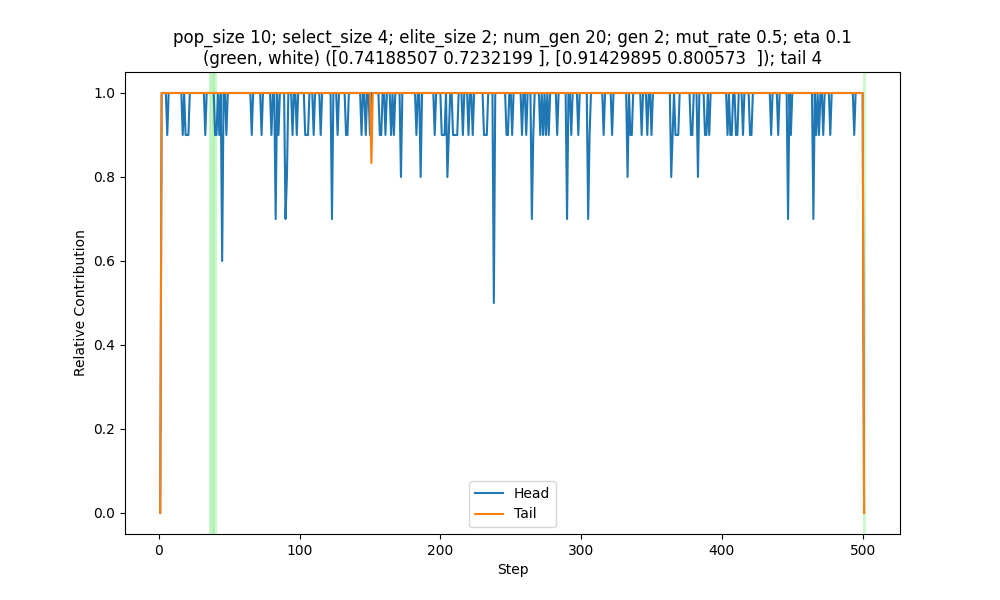 pop_size 10; select_size 4; elite_size 2; num_gen 20; gen 2; mut_rate 0.5; eta 0.1
(green, white) ([0.74188507 0.7232199 ], [0.91429895 0.800573  ]); tail 4
1.0
0.8
0.6
0.4
0.2
0.0
Relative Contribution
Head
Tail
0
100
200
300
400
500
Step